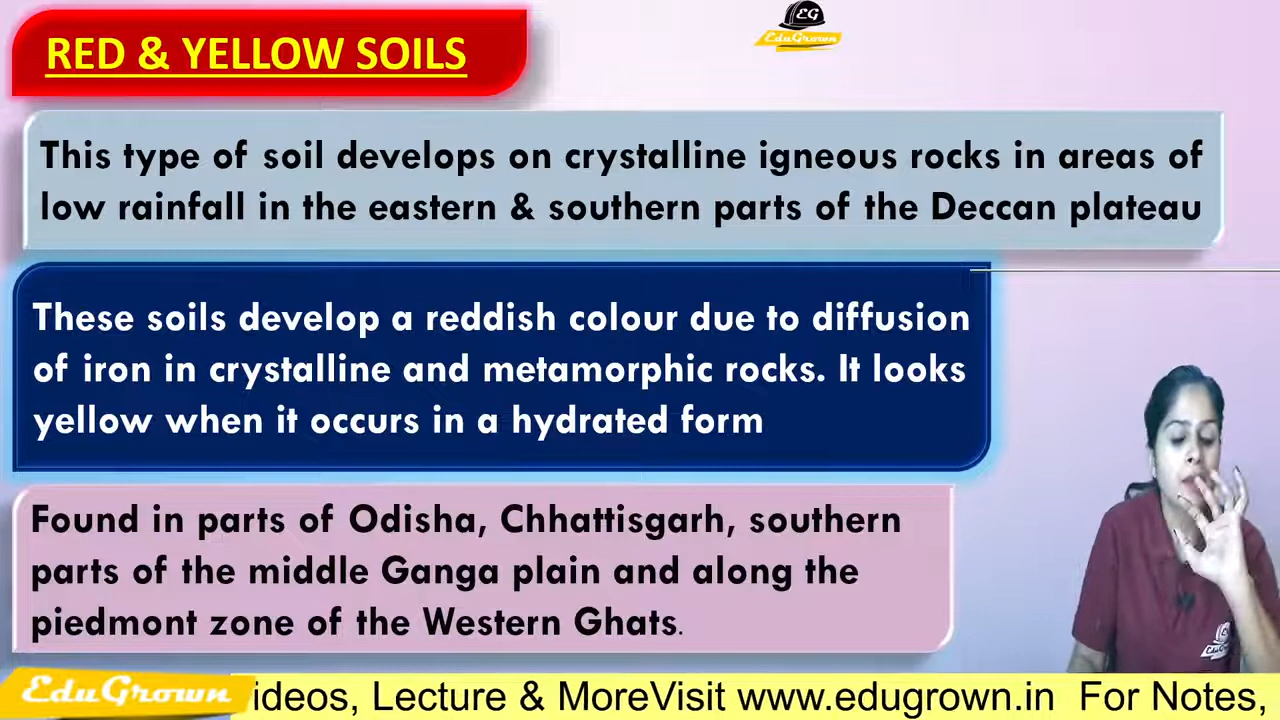 RED & YELLOW SOILS
EG
EduGrown
This type of soil develops on crystalline igneous rocks in areas of
low rainfall in the eastern & southern parts of the Deccan plateau
These soils develop a reddish colour due to diffusion
of iron in crystalline and metamorphic rocks. It looks
yellow when it occurs in a hydrated form
Found in parts of Odisha, Chhattisgarh, southern
parts of the middle Ganga plain and along the
piedmont zone of the Western Ghats.
EG
EduGrown
ideos, Lecture & MoreVisit www.edugrown.in For Notes,